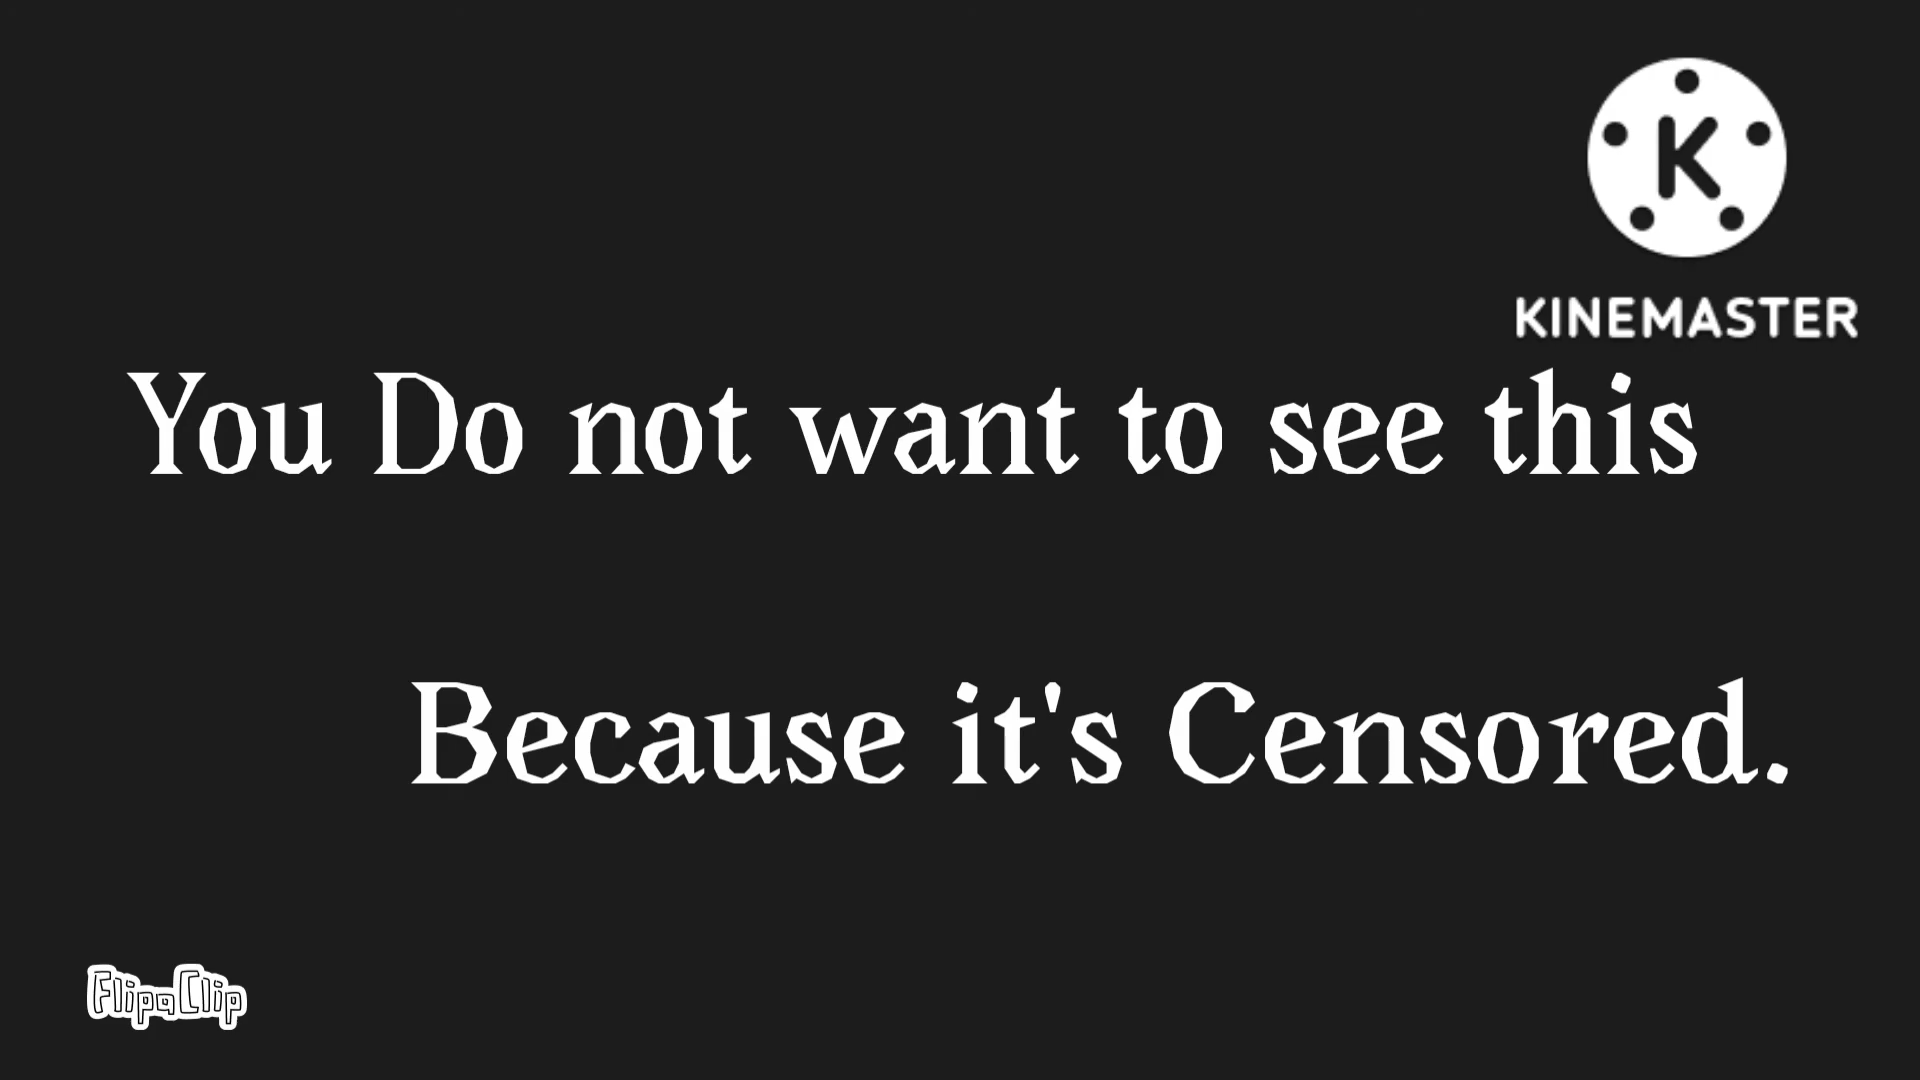 K
KINEMASTER
You Do not want to see this
Because it's Censored.
FlipaClip